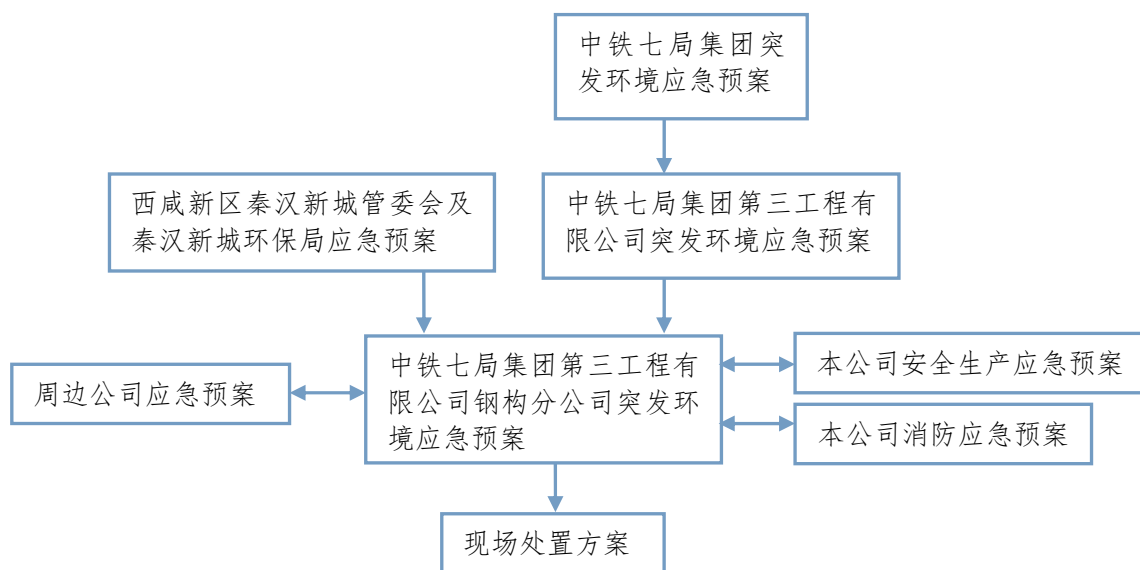 中铁七局集团突
发环境应急预案
西咸新区秦汉新城管委会及
秦汉新城环保局应急预案
中铁七局集团第三工程有
限公司突发环境应急预案
周边公司应急预案
中铁七局集团第三工程有
限公司钢构分公司突发环
境应急预案
本公司安全生产应急预案
本公司消防应急预案
现场处置方案